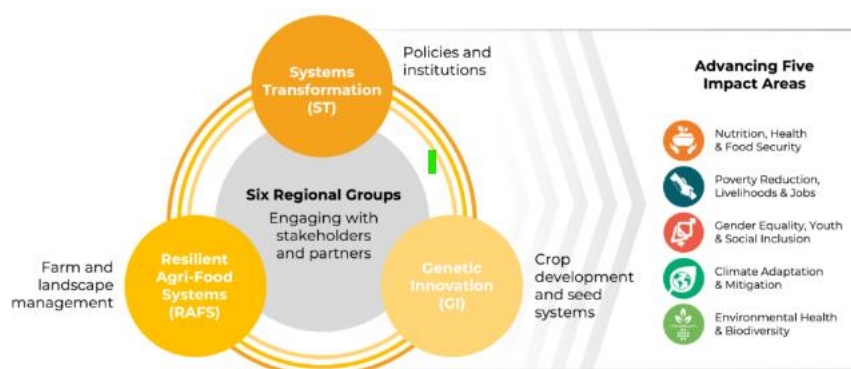 Systems
Transformation
(ST)
Policies and
institutions
Six Regional Groups
Engaging with
stakeholders
and partners
Farm and
landscape
management
Resilient
Agri-Food
Systems
(RAFS)
Genetic
Innovation
(GI)
Crop
development
and seed
systems
Advancing Five
Impact Areas
Nutrition, Health
& Food Security
Poverty Reduction,
Livelihoods & Jobs
Gender Equality, Youth
& Social Inclusion
Climate Adaptation
& Mitigation
Environmental Health
& Biodiversity